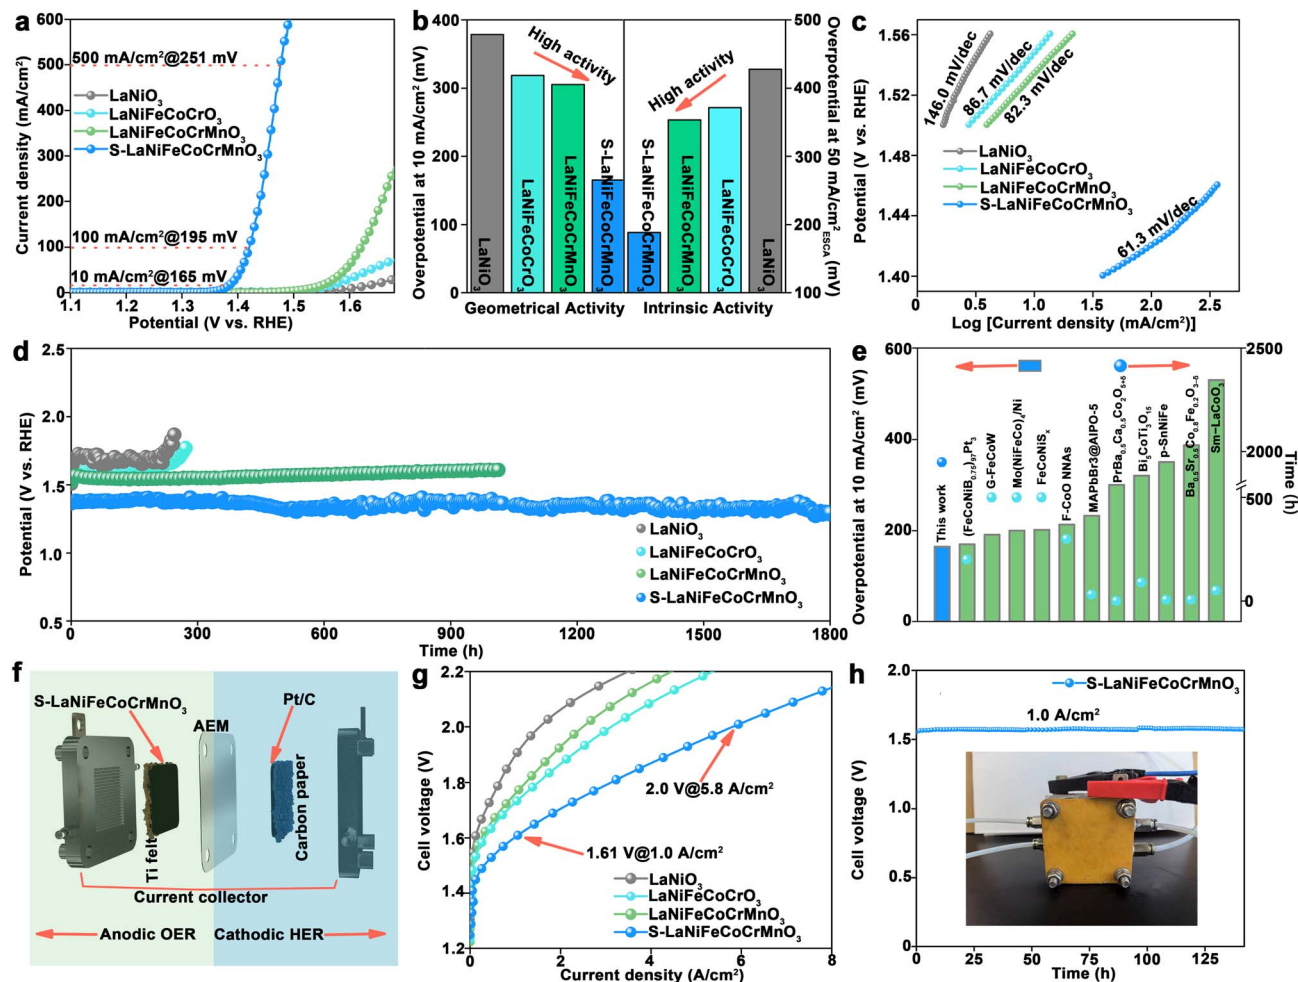 a
600
500
400
300
200
100
0
Current density (mA/cm²)
500 mA/cm²@251 mV
LaNiO₃
LaNiFeCoCrO₃
LaNiFeCoCrMnO₃
S-LaNiFeCoCrMnO₃
100 mA/cm²@195 mV
10 mA/cm²@165 mV
1.1 1.2 1.3 1.4 1.5 1.6
Potential (V vs. RHE)
b
400
300
200
100
0
Overpotential at 10 mA/cm² (mV)
High activity
High activity
LaNiO₃
LaNiFeCoCrO₃
LaNiFeCoCrMnO₃
S-LaNiFeCoCrMnO₃
S-LaNiFeCoCrMnO₃
LaNiFeCoCrMnO₃
LaNiFeCoCrO₃
LaNiO₃
Geometrical Activity
Intrinsic Activity
500
400
300
200
100
Overpotential at 50 mA/cm²ESCA (mV)
c
1.56
1.52
1.48
1.44
1.40
Potential (V vs. RHE)
146.0 mV/dec
86.7 mV/dec
82.3 mV/dec
LaNiO₃
LaNiFeCoCrO₃
LaNiFeCoCrMnO₃
S-LaNiFeCoCrMnO₃
61.3 mV/dec
0.0 0.5 1.0 1.5 2.0 2.5
Log [Current density (mA/cm²)]
d
2.5
2.0
1.5
1.0
0.5
Potential (V vs. RHE)
LaNiO₃
LaNiFeCoCrO₃
LaNiFeCoCrMnO₃
S-LaNiFeCoCrMnO₃
0 300 600 900 1200 1500 1800
Time (h)
e
600
400
200
0
Overpotential at 10 mA/cm² (mV)
This work
(FeCoNiB₀.₇₅)₉₇Pt₃
G-FeCoW
Mo(NiFeCo)₄/Ni
FeCoNiSₓ
F-CoO NNAs
MAPbBr3@AlPO-5
PrBa₀.₅Ca₀.₅Co₂O₅₊δ
Bi₅CoTi₃O₁₅
p-SnNiFe
Ba₀.₅Sr₀.₅Co₀.₈Fe₀.₂O₃₋δ
Sm−LaCoO₃
2500
2000
500
0
Time (h)
f
S-LaNiFeCoCrMnO₃
AEM
Pt/C
Ti felt
Carbon paper
Current collector
Anodic OER
Cathodic HER
g
2.2
2.0
1.8
1.6
1.4
1.2
Cell voltage (V)
2.0 V@5.8 A/cm²
1.61 V@1.0 A/cm²
LaNiO₃
LaNiFeCoCrO₃
LaNiFeCoCrMnO₃
S-LaNiFeCoCrMnO₃
0 2 4 6 8
Current density (A/cm²)
h
2.0
1.5
1.0
0.5
0
Cell voltage (V)
S-LaNiFeCoCrMnO₃
1.0 A/cm²
0 25 50 75 100 125
Time (h)